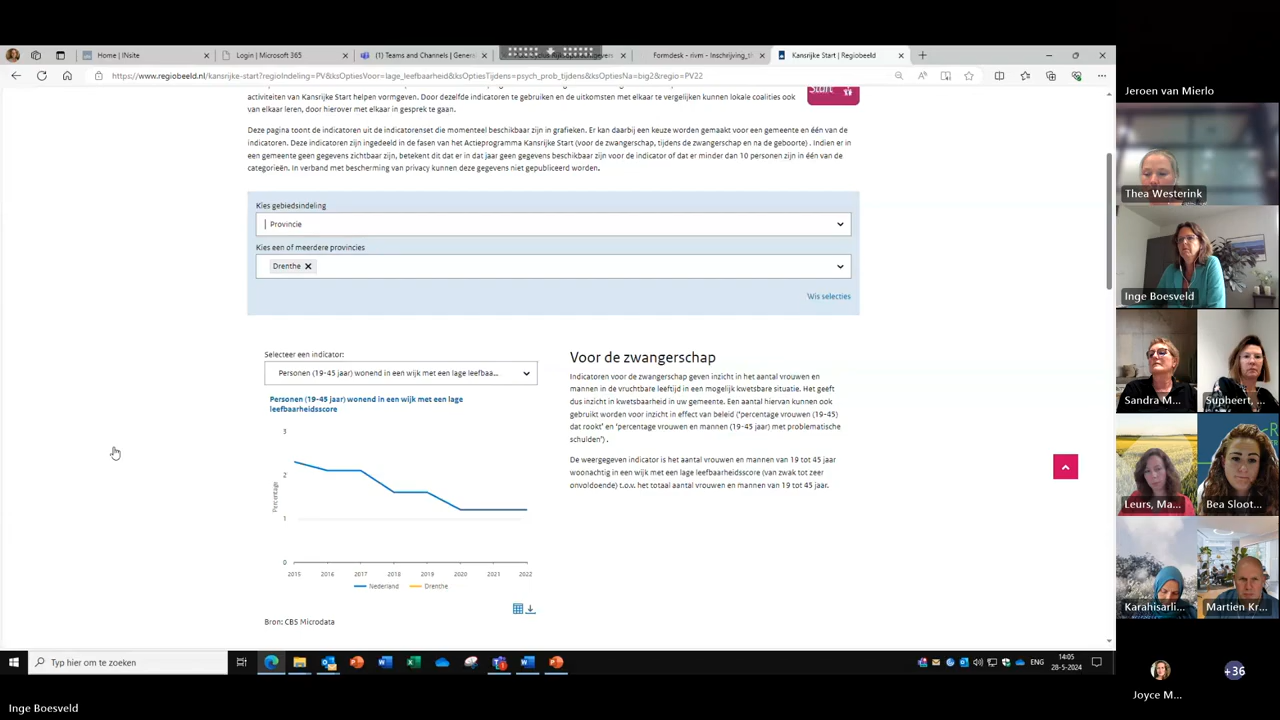 Home | INsite
Login | Microsoft 365
(1) Teams and Channels | Gener
Formdesk - rivm - Inschrijving_th
Kansrijke Start | Regiobeeld
https://www.regiobeeld.nl/kansrijke-start?regioIndeling=PV&ksOptiesVoor=lage_leefbaarheid&ksOptiesTijdens=psych_prob_tijdens&ksOptiesNa=big2&regio=PV22
activiteiten van Kansrijke Start helpen vormgeven. Door dezelfde indicatoren te gebruiken en de uitkomsten met elkaar te vergelijken kunnen lokale coalities ook
van elkaar leren, door hierover met elkaar in gesprek te gaan.
Start
Deze pagina toont de indicatoren uit de indicatorenset die momenteel beschikbaar zijn in grafieken. Er kan daarbij een keuze worden gemaakt voor een gemeente en één van de
indicatoren. Deze indicatoren zijn ingedeeld in de fasen van het Actieprogramma Kansrijke Start (voor de zwangerschap, tijdens de zwangerschap en na de geboorte) . Indien er in
een gemeente geen gegevens zichtbaar zijn, betekent dit dat er in dat jaar geen gegevens beschikbaar zijn voor de indicator of dat er minder dan 10 personen zijn in één van de
categorieën. In verband met bescherming van privacy kunnen deze gegevens niet gepubliceerd worden.
Kies gebiedsindeling
Provincie
Kies een of meerdere provincies
Drenthe
Wis selecties
Selecteer een indicator:
Personen (19-45 jaar) wonend in een wijk met een lage leefbaa...
Personen (19-45 jaar) wonend in een wijk met een lage
leefbaarheidsscore
3
2
1
0
Percentage
2015 2016 2017 2018 2019 2020 2021 2022
Nederland Drenthe
Bron: CBS Microdata
Voor de zwangerschap
Indicatoren voor de zwangerschap geven inzicht in het aantal vrouwen en
mannen in de vruchtbare leeftijd in een mogelijk kwetsbare situatie. Het geeft
dus inzicht in kwetsbaarheid in uw gemeente. Een aantal hiervan kunnen ook
gebruikt worden voor inzicht in effect van beleid ('percentage vrouwen (19-45)
dat rookt' en 'percentage vrouwen en mannen (19-45 jaar) met problematische
schulden') .
De weergegeven indicator is het aantal vrouwen en mannen van 19 tot 45 jaar
woonachtig in een wijk met een lage leefbaarheidsscore (van zwak tot zeer
onvoldoende) t.o.v. het totaal aantal vrouwen en mannen van 19 tot 45 jaar.
Typ hier om te zoeken
ENG
14:05
28-5-2024
Jeroen van Mierlo
Thea Westerink
Inge Boesveld
Sandra M...
Supheert, ...
Leurs, Ma...
Bea Sloot...
Karahisarli...
Martien Kr...
Joyce M...
+36
Inge Boesveld